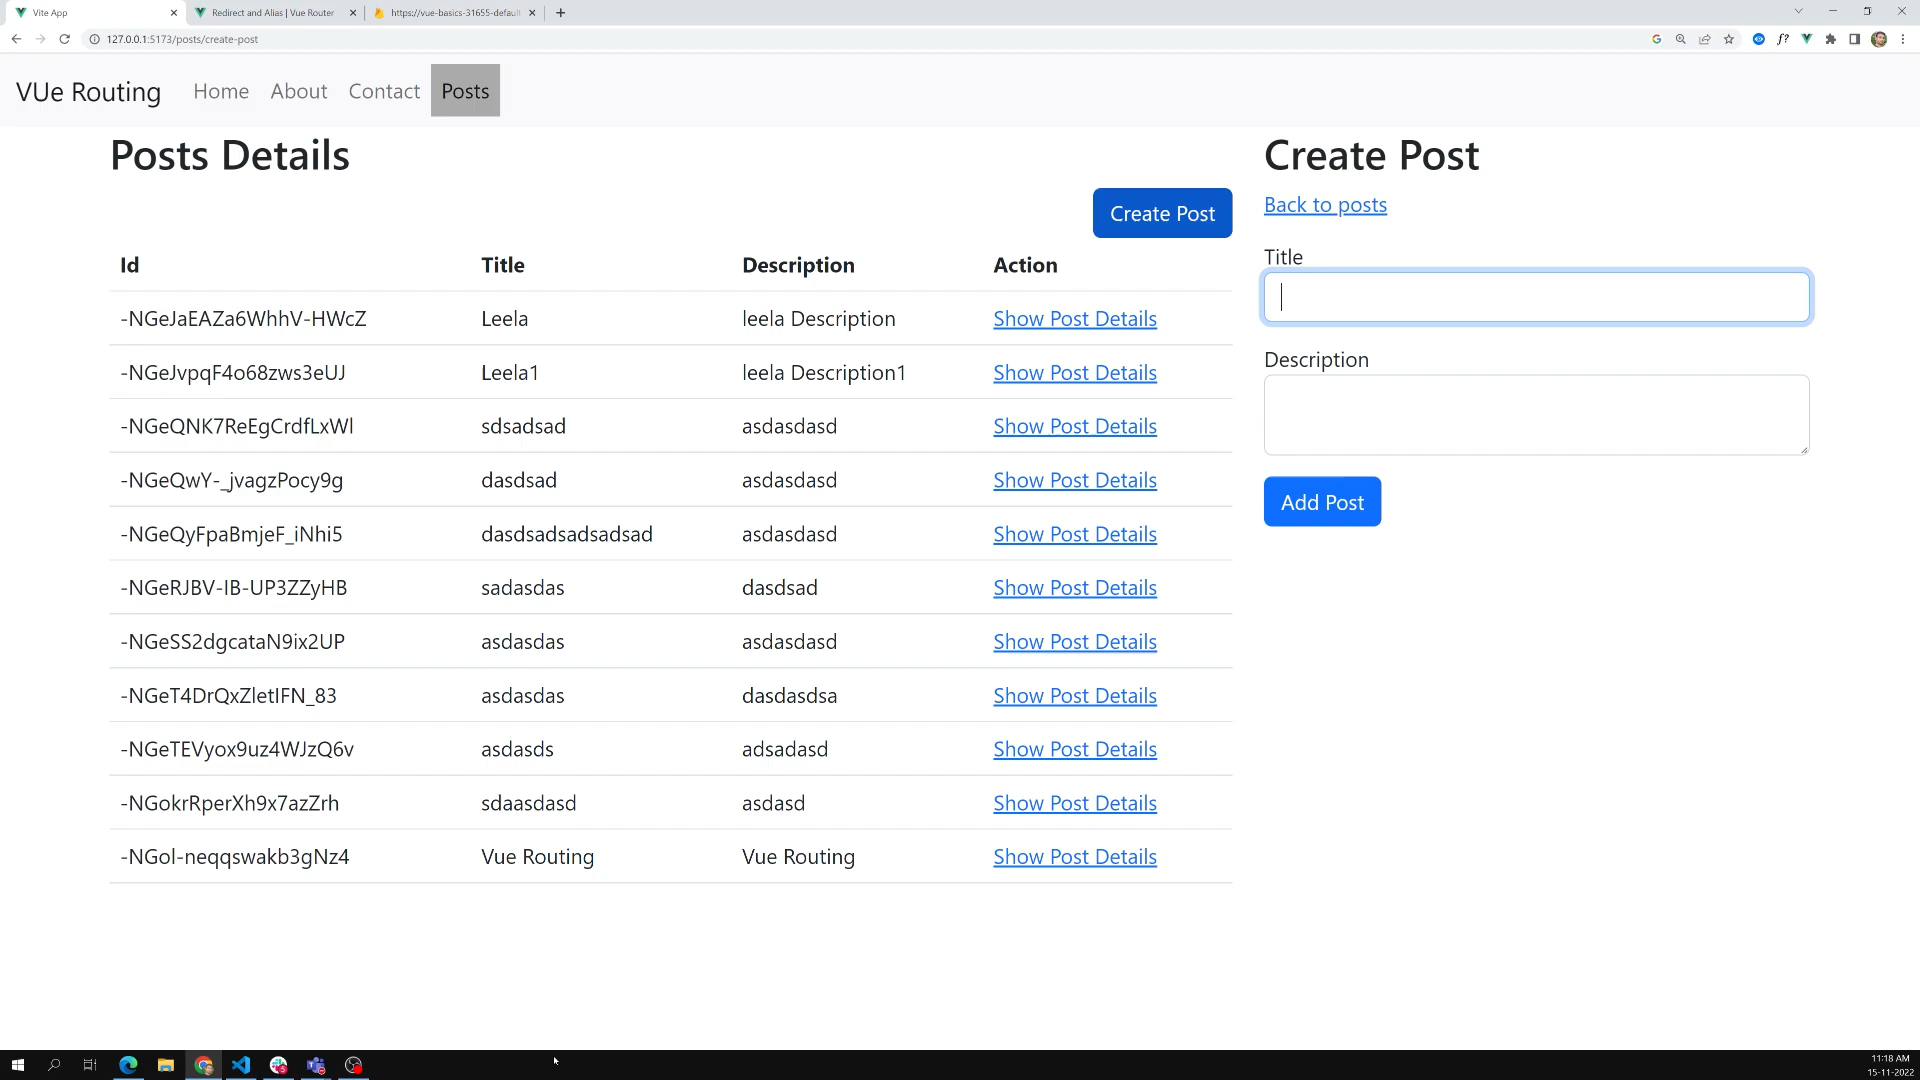 Vite App
Redirect and Alias | Vue Router
https://vue-basics-31655-default
127.0.0.1:5173/posts/create-post
VUe Routing Home About Contact Posts
Posts Details
Create Post
Id Title Description Action
-NGeJaEAZa6WhhV-HWcZ Leela leela Description Show Post Details
-NGeJvpqF4o68zws3eUJ Leela1 leela Description1 Show Post Details
-NGeQNK7ReEgCrdfLxWl sdsadsad asdasdasd Show Post Details
-NGeQwY-_jvagzPocy9g dasdsad asdasdasd Show Post Details
-NGeQyFpaBmjeF_iNhi5 dasdsadsadsadsad asdasdasd Show Post Details
-NGeRJBV-IB-UP3ZZyHB sadasdas dasdsad Show Post Details
-NGeSS2dgcataN9ix2UP asdasdas asdasdasd Show Post Details
-NGeT4DrQxZletIFN_83 asdasdas dasdasdsa Show Post Details
-NGeTEVyox9uz4WJzQ6v asdasds adsadasd Show Post Details
-NGokrRperXh9x7azZrh sdaasdasd asdasd Show Post Details
-NGol-neqqswakb3gNz4 Vue Routing Vue Routing Show Post Details
Create Post
Back to posts
Title
Description
Add Post
11:18 AM
15-11-2022